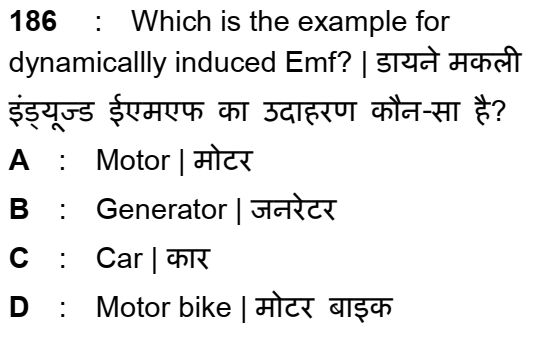 186 : Which is the example for
dynamicallly induced Emf? | डायने मकली
इंड्यूज्ड ईएमएफ का उदाहरण कौन-सा है?
A : Motor | मोटर
B : Generator | जनरेटर
C : Car | कार
D : Motor bike | मोटर बाइक